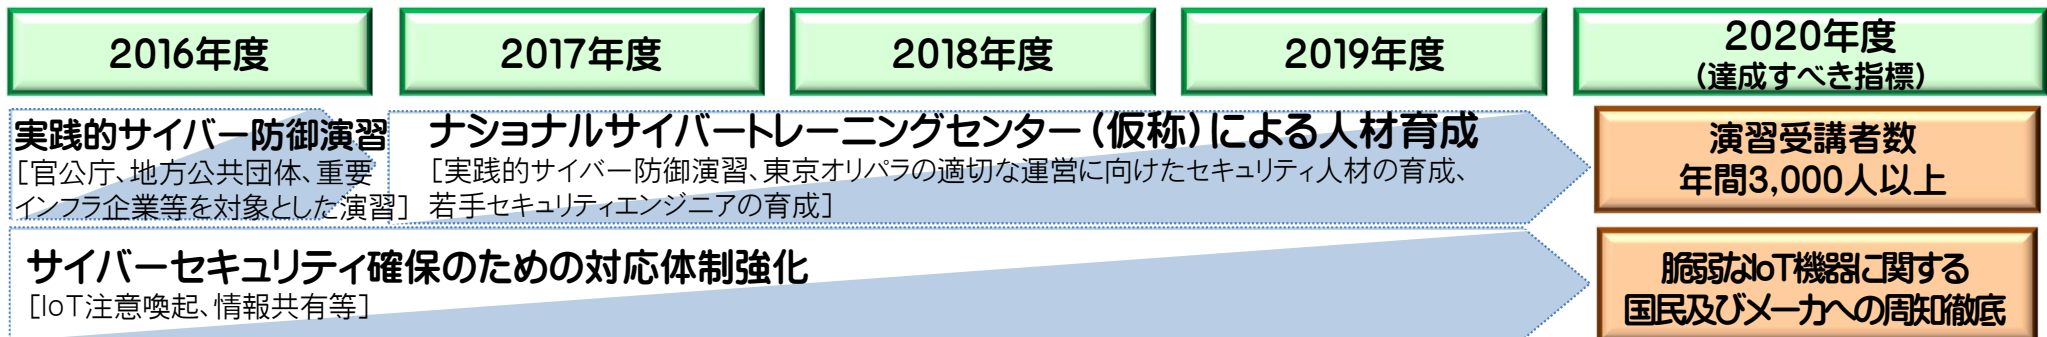 2016年度
2017年度
2018年度
2019年度
2020年度
(達成すべき指標)
実践的サイバー防御演習
[官公庁、地方公共団体、重要
インフラ企業等を対象とした演習]
ナショナルサイバートレーニングセンター(仮称)による人材育成
[実践的サイバー防御演習、東京オリパラの適切な運営に向けたセキュリティ人材の育成、
若手セキュリティエンジニアの育成]
演習受講者数
年間3,000人以上
サイバーセキュリティ確保のための対応体制強化
[IoT注意喚起、情報共有等]
脆弱なIoT機器に関する
国民及びメーカへの周知徹底